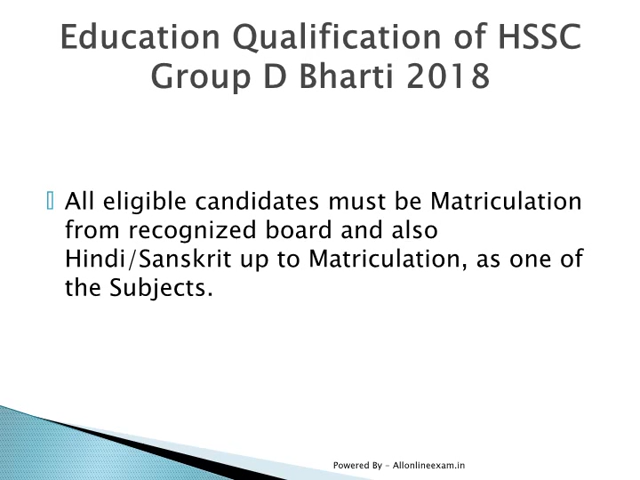 Education Qualification of HSSC
Group D Bharti 2018
All eligible candidates must be Matriculation
from recognized board and also
Hindi/Sanskrit up to Matriculation, as one of
the Subjects.
Powered By - Allonlineexam.in